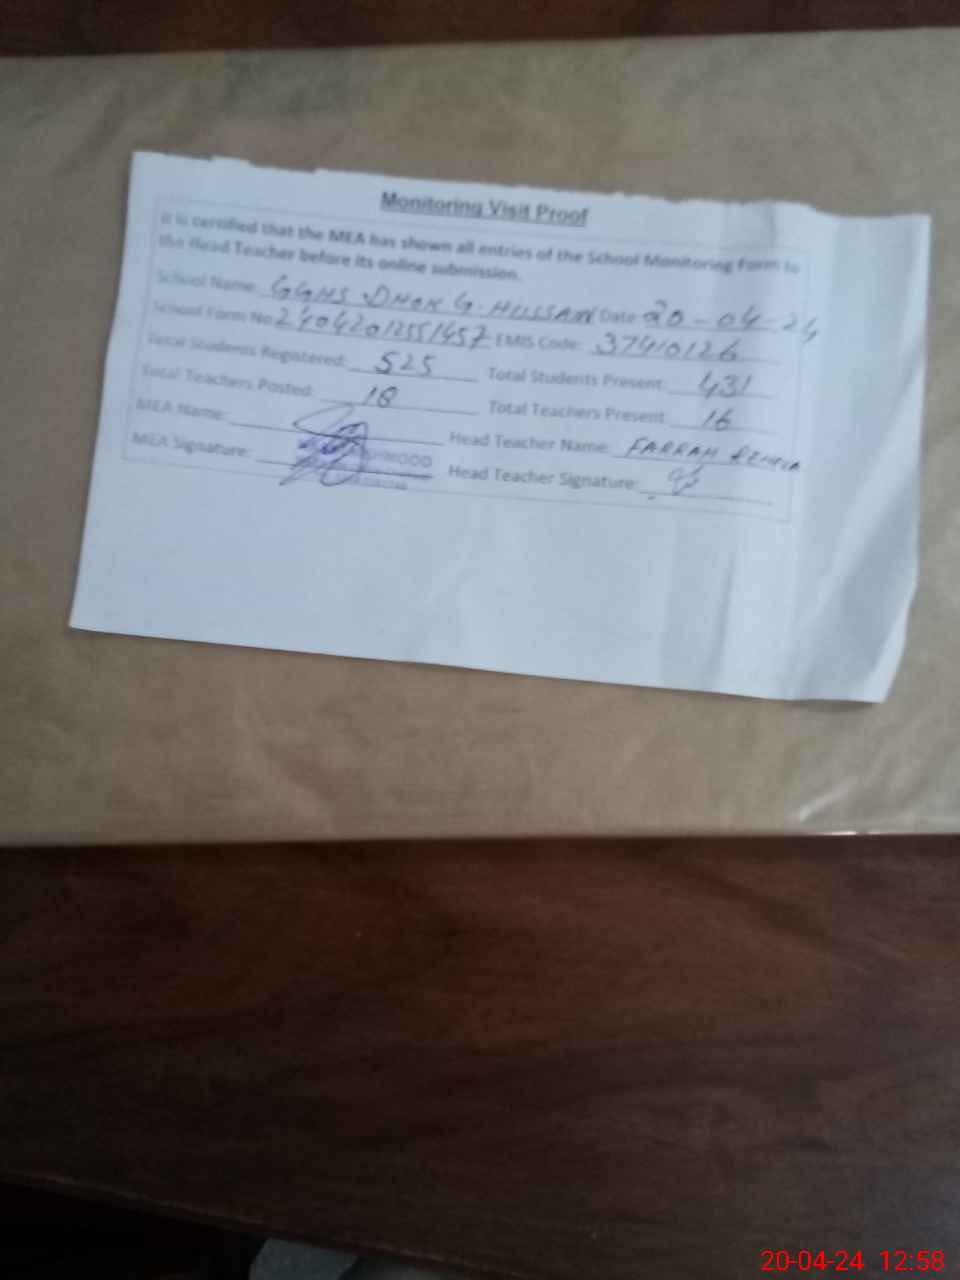 Monitoring Visit Proof
It is certified that the MEA has shown all entries of the School Monitoring Form to
the Head Teacher before its online submission.
School Name: GGHS DHOK G. HUSSAIN Date: 20-04-24
School Form No: 24042012551457 EMIS Code: 37410126
Total Students Registered: 525 Total Students Present: 431
Total Teachers Posted: 18 Total Teachers Present: 16
MEA Name: Head Teacher Name: FARRAH
MEA Signature: Head Teacher Signature:
20-04-24 12:58